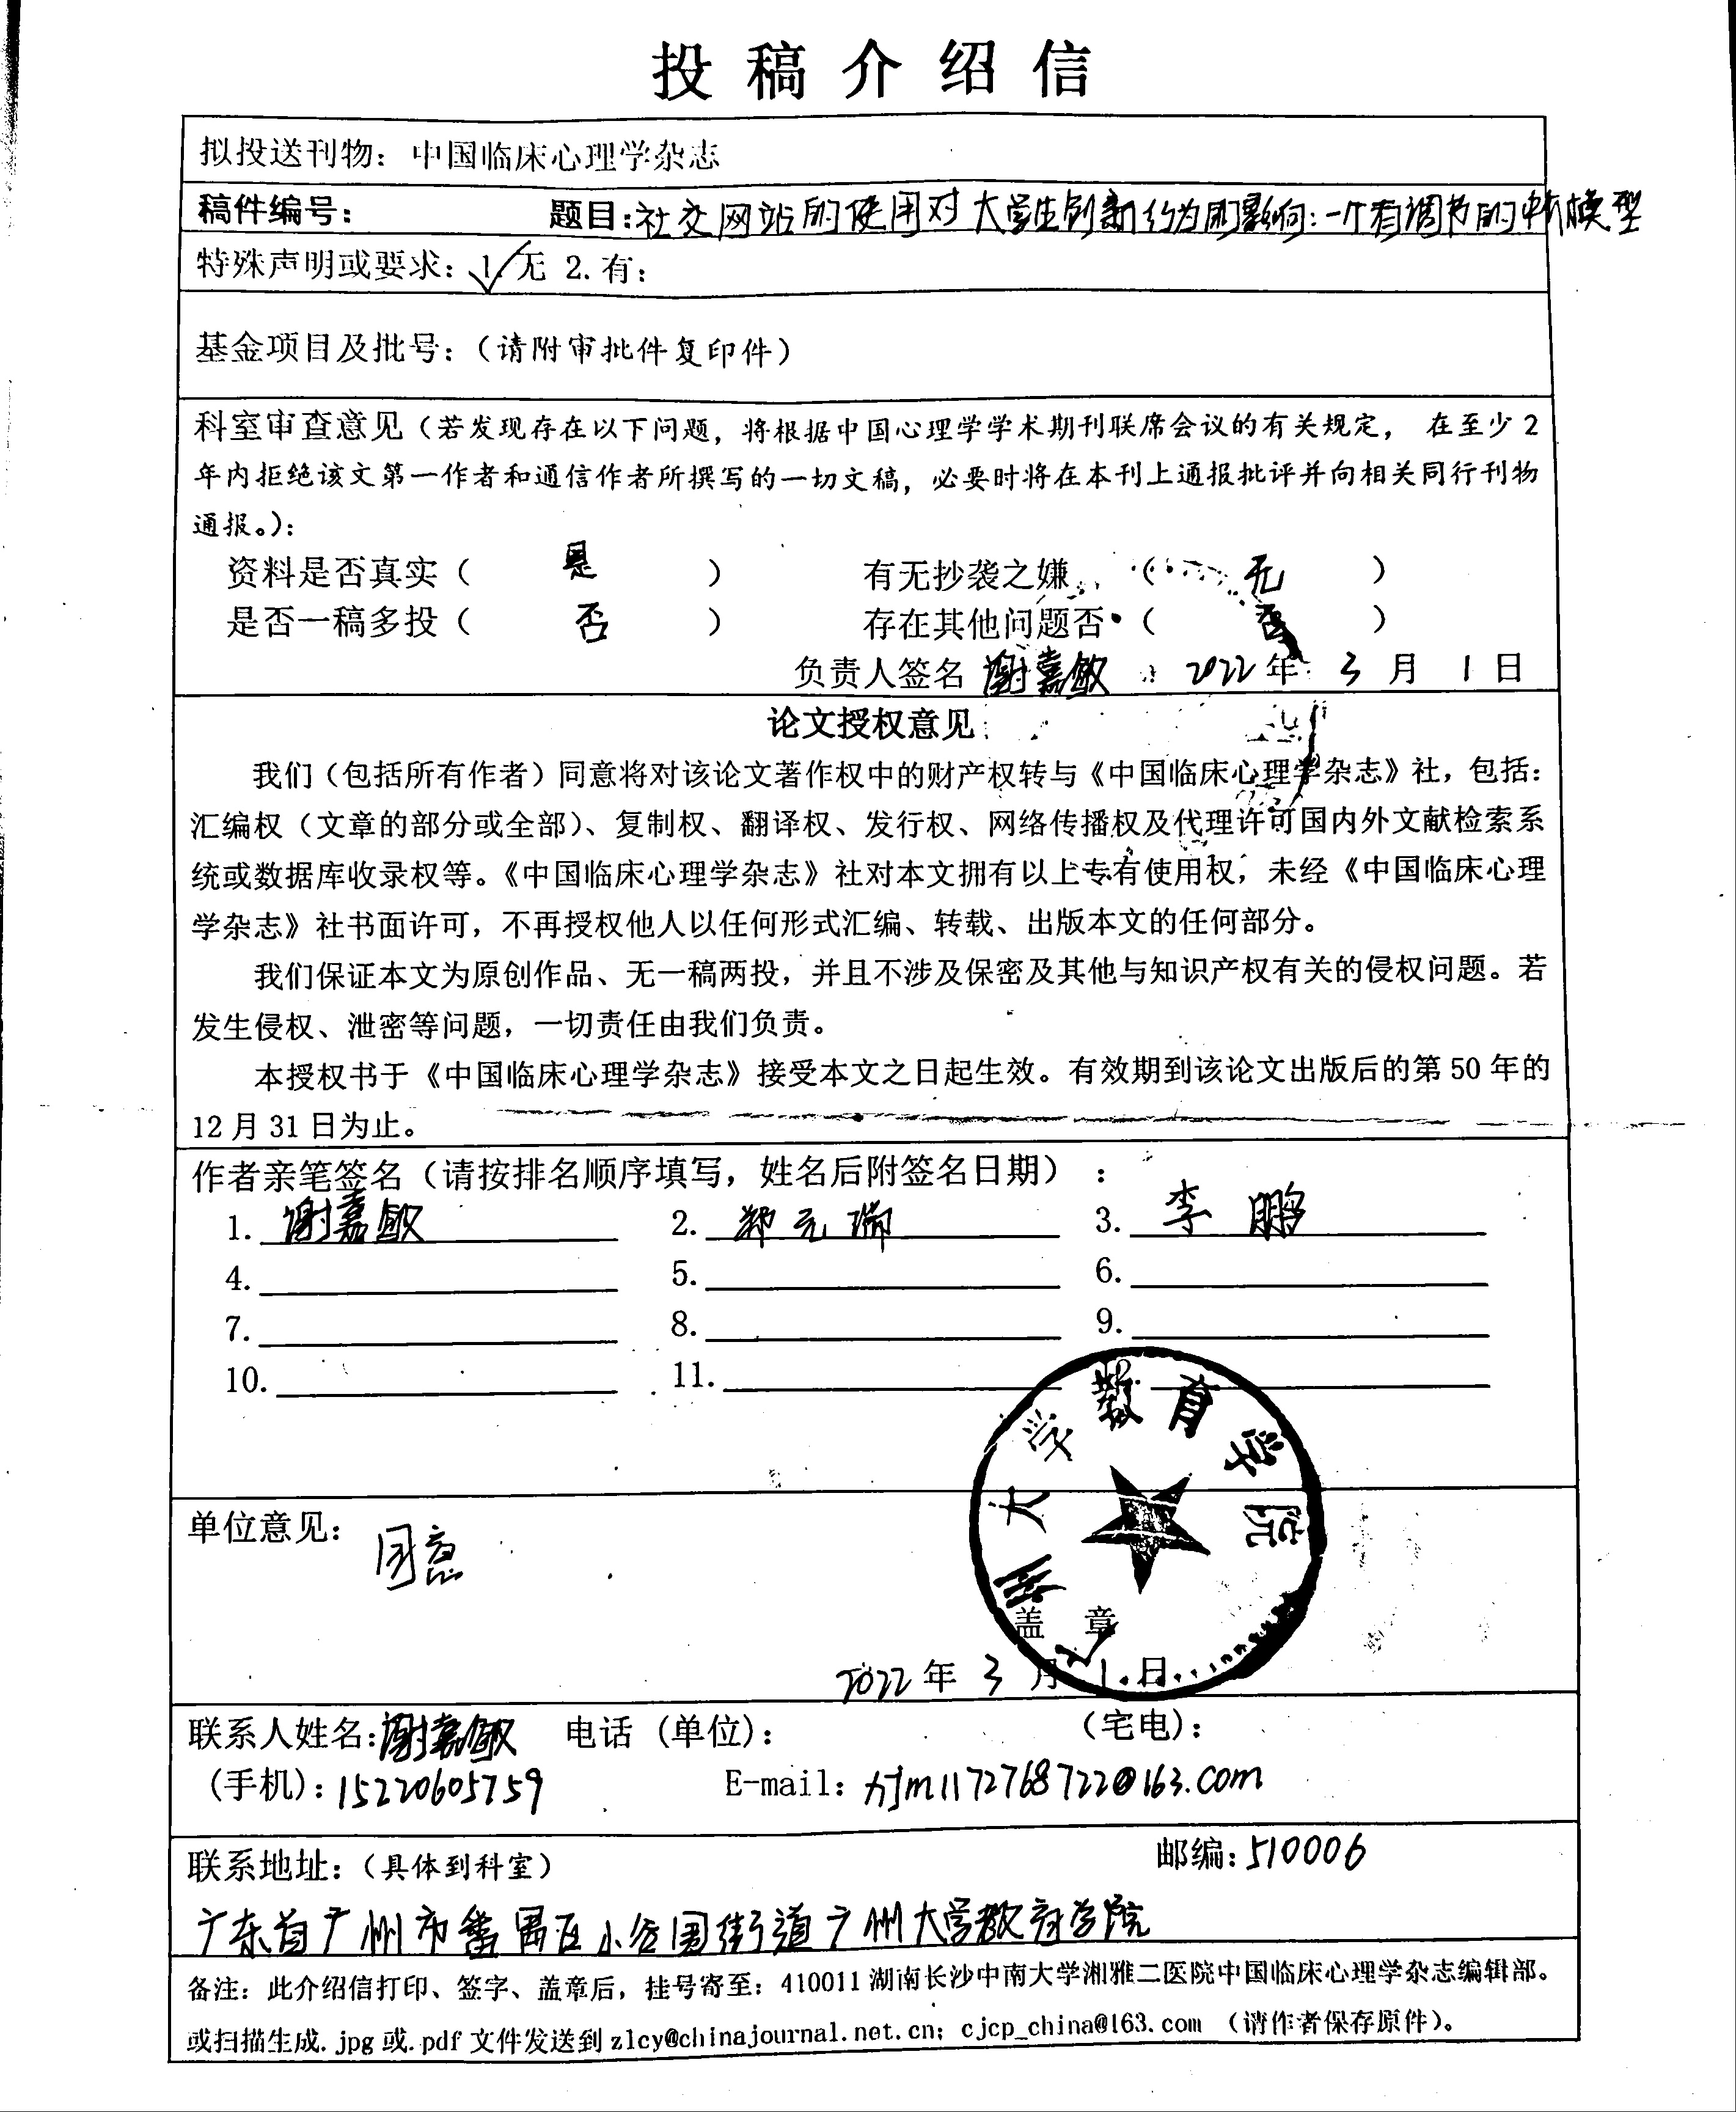 投稿介绍信
拟投送刊物：中国临床心理学杂志
稿件编号： 题目:社交网站的使用对大学生创新行为的影响:一个有调节的中介模型
特殊声明或要求：1.√无 2.有：
基金项目及批号：（请附审批件复印件）
科室审查意见（若发现存在以下问题，将根据中国心理学学术期刊联席会议的有关规定， 在至少2
年内拒绝该文第一作者和通信作者所撰写的一切文稿，必要时将在本刊上通报批评并向相关同行刊物
通报。）：
资料是否真实（ 是 ） 有无抄袭之嫌 （ 无 ）
是否一稿多投（ 否 ） 存在其他问题否 （ 否 ）
负责人签名 谢嘉敏 2022年 3 月 1 日
论文授权意见
我们（包括所有作者）同意将对该论文著作权中的财产权转与《中国临床心理学杂志》社，包括：
汇编权（文章的部分或全部）、复制权、翻译权、发行权、网络传播权及代理许可国内外文献检索系
统或数据库收录权等。《中国临床心理学杂志》社对本文拥有以上专有使用权，未经《中国临床心理
学杂志》社书面许可，不再授权他人以任何形式汇编、转载、出版本文的任何部分。
我们保证本文为原创作品、无一稿两投，并且不涉及保密及其他与知识产权有关的侵权问题。若
发生侵权、泄密等问题，一切责任由我们负责。
本授权书于《中国临床心理学杂志》接受本文之日起生效。有效期到该论文出版后的第50年的
12月31日为止。
作者亲笔签名（请按排名顺序填写，姓名后附签名日期）：
1. 谢嘉敏 2. 郑元瑞 3. 李鹏
4. 5. 6.
7. 8. 9.
10. 11. 12.
广州大学教育学院
单位意见： 同意
盖 章
2022年 3 月 1 日
联系人姓名:谢嘉敏 电话（单位）： （宅电）：
（手机）：15220605759 E-mail：xjm1172768722@163.com
联系地址：（具体到科室） 邮编:510006
广东省广州市番禺区小谷围街道广州大学教育学院
备注：此介绍信打印、签字、盖章后，挂号寄至：410011湖南长沙中南大学湘雅二医院中国临床心理学杂志编辑部。
或扫描生成.jpg或.pdf文件发送到zlcy@chinajournal.net.cn；cjcp_china@163.com （请作者保存原件）。